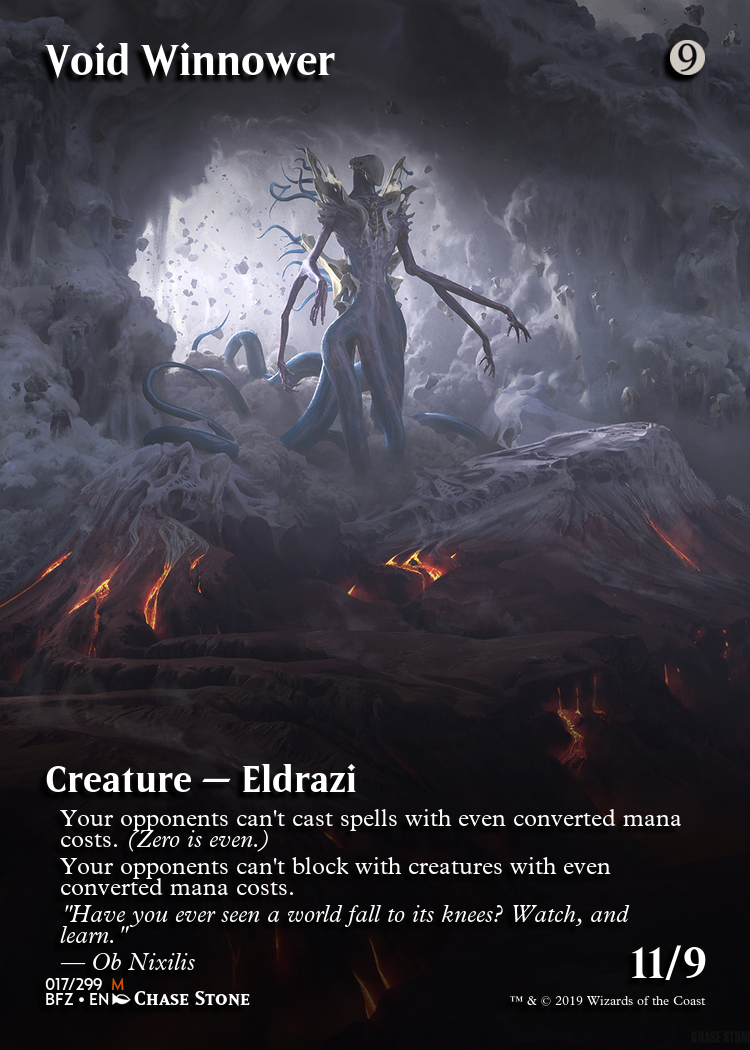 Void Winnower
9
Creature — Eldrazi
Your opponents can't cast spells with even converted mana
costs. (Zero is even.)
Your opponents can't block with creatures with even
converted mana costs.
"Have you ever seen a world fall to its knees? Watch, and
learn."
— Ob Nixilis
11/9
017/299 M
BFZ • EN CHASE STONE
™ & © 2019 Wizards of the Coast